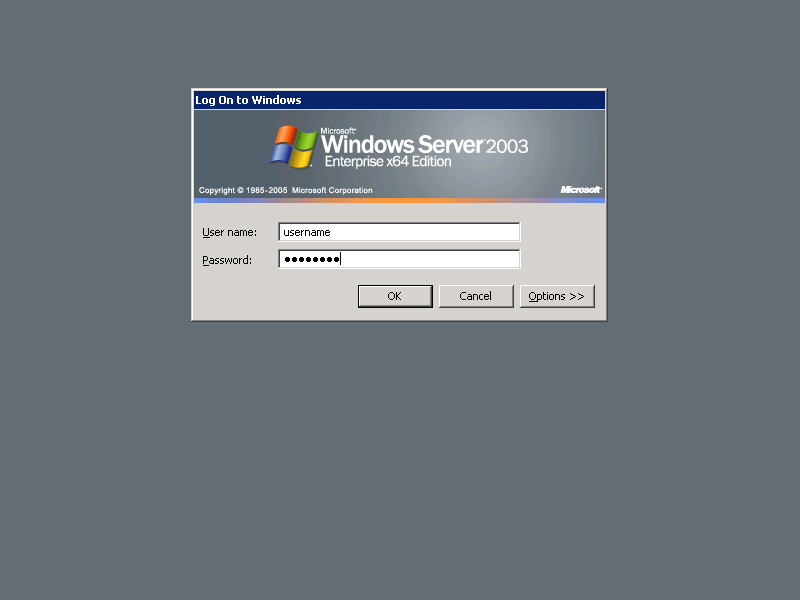 Log On to Windows
Microsoft®
Windows Server 2003
Enterprise x64 Edition
Copyright © 1985-2005 Microsoft Corporation
Microsoft
User name: username
Password: ●●●●●●●●
OK Cancel Options >>